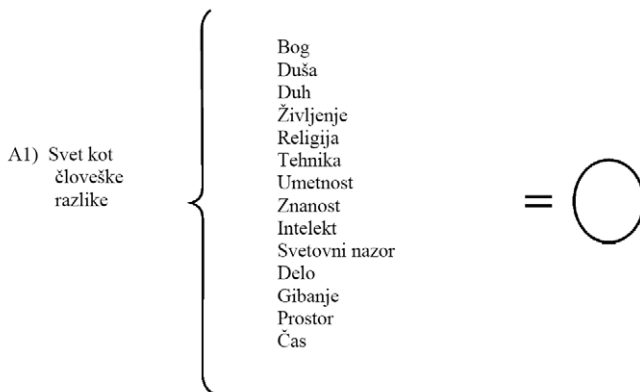 A1) Svet kot
človeške
razlike
Bog
Duša
Duh
Življenje
Religija
Tehnika
Umetnost
Znanost
Intelekt
Svetovni nazor
Delo
Gibanje
Prostor
Čas
=